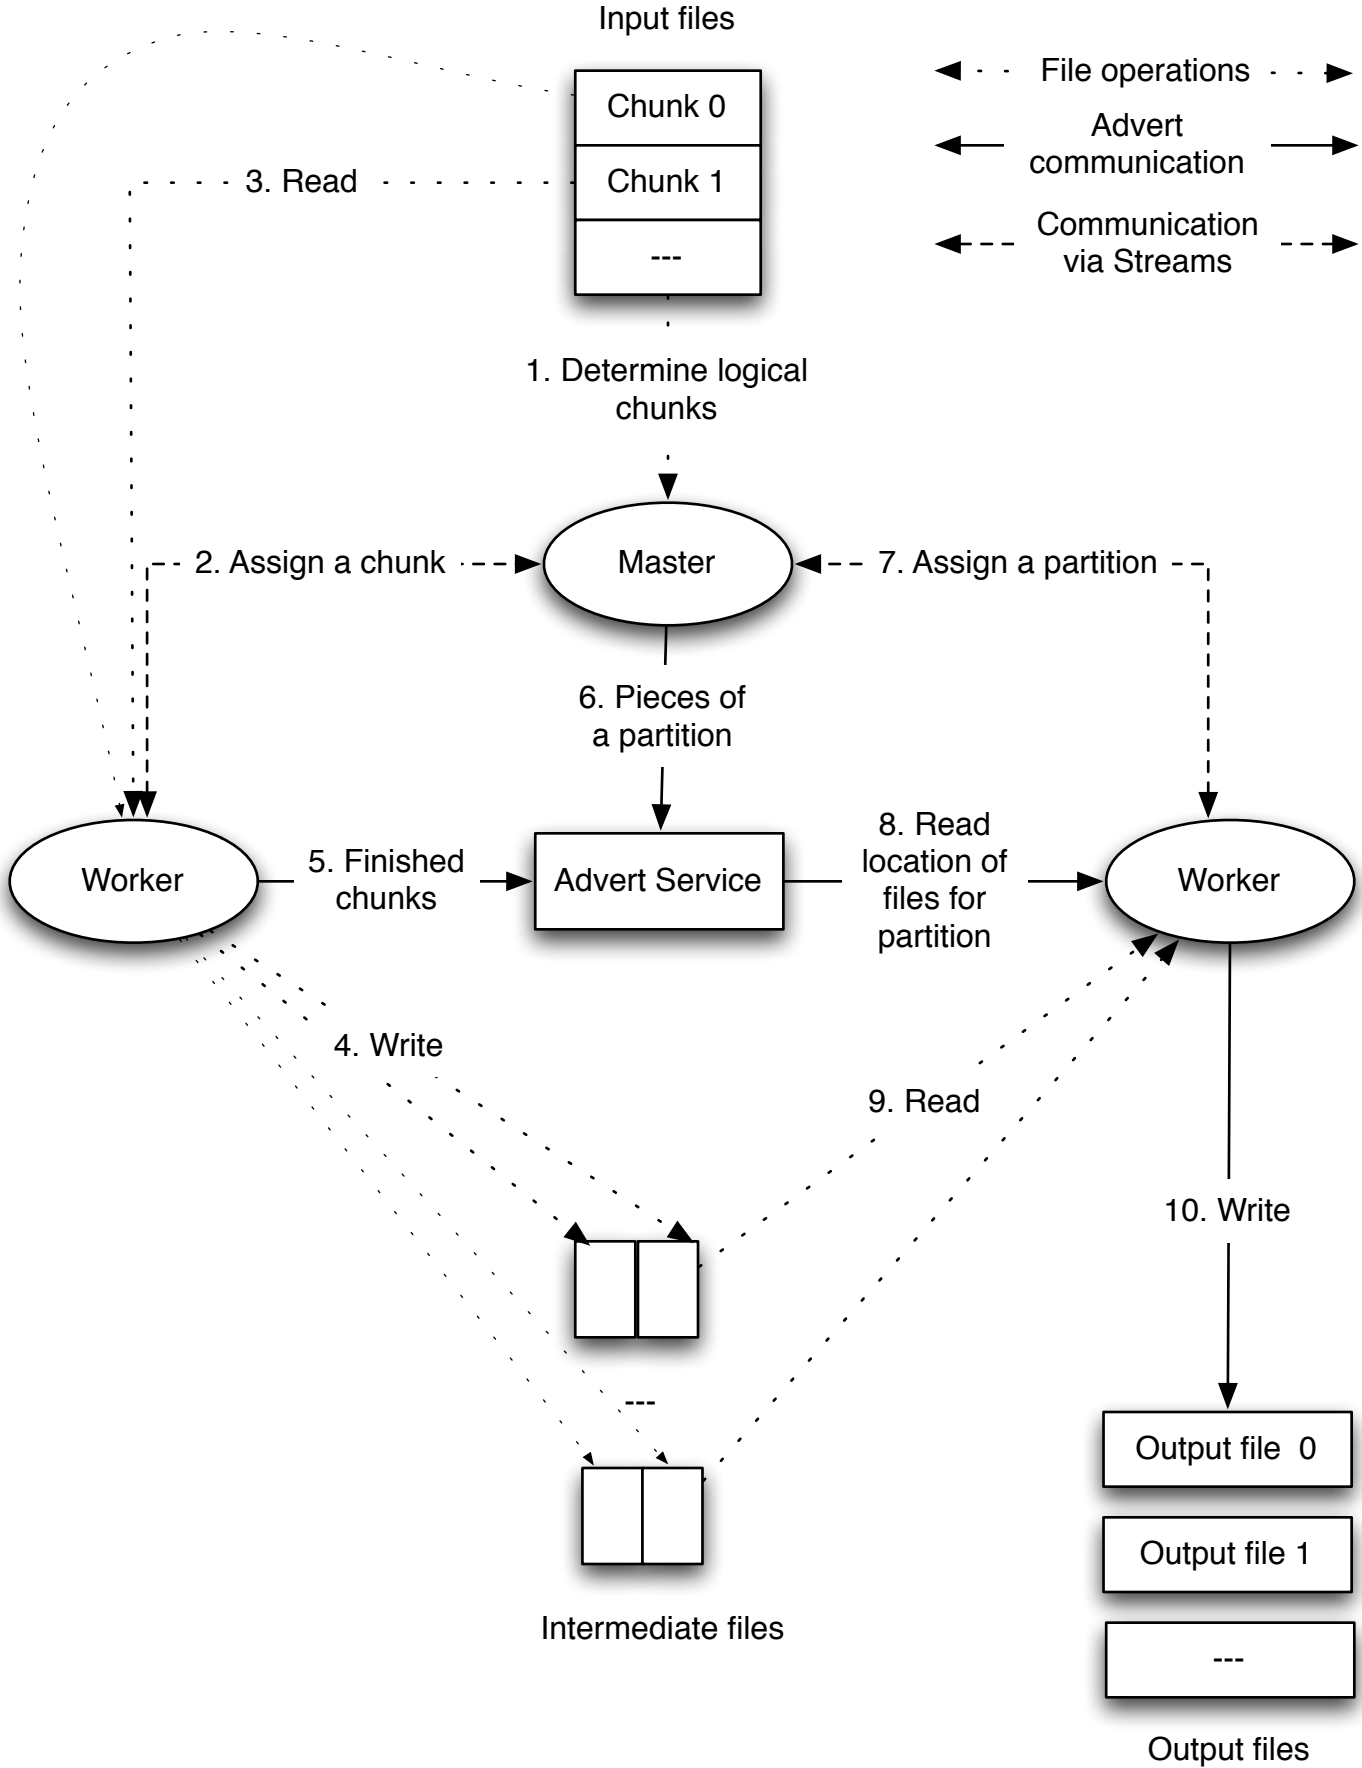 Input files
Chunk 0
Chunk 1
---
File operations
Advert
communication
Communication
via Streams
3. Read
1. Determine logical
chunks
2. Assign a chunk
Master
7. Assign a partition
6. Pieces of
a partition
Worker
5. Finished
chunks
Advert Service
8. Read
location of
files for
partition
Worker
4. Write
9. Read
10. Write
---
Intermediate files
Output file 0
Output file 1
---
Output files